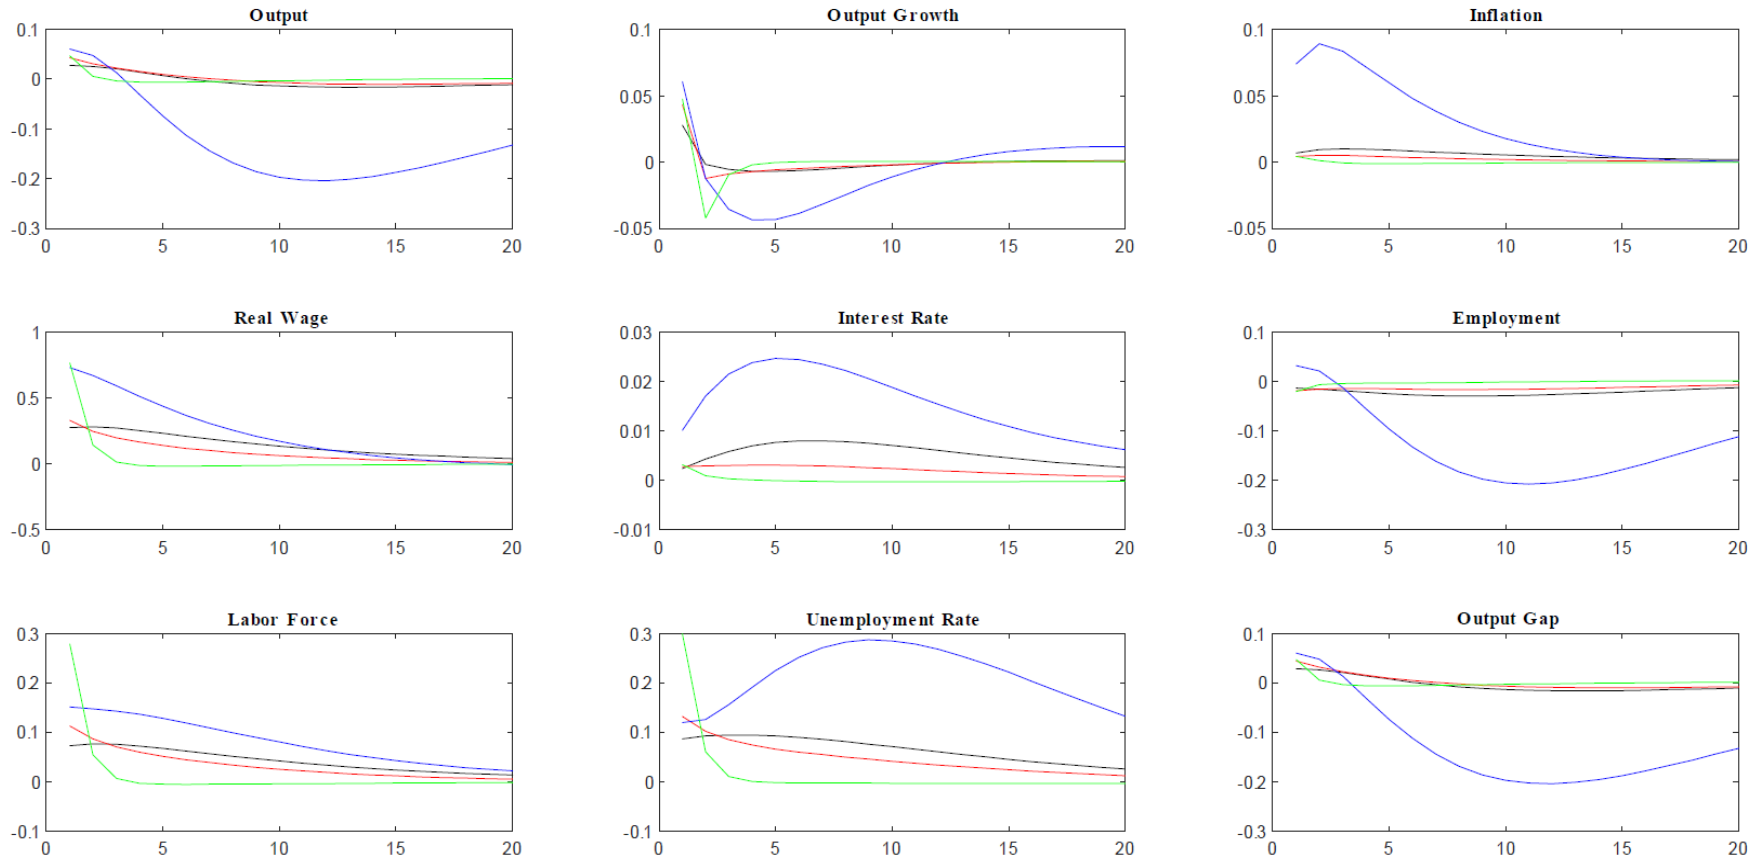 Output
0.1
0
-0.1
-0.2
-0.3
0 5 10 15 20
Output Growth
0.1
0.05
0
-0.05
0 5 10 15 20
Inflation
0.1
0.05
0
-0.05
0 5 10 15 20
Real Wage
1
0.5
0
-0.5
0 5 10 15 20
Interest Rate
0.03
0.02
0.01
0
-0.01
0 5 10 15 20
Employment
0.1
0
-0.1
-0.2
-0.3
0 5 10 15 20
Labor Force
0.3
0.2
0.1
0
-0.1
0 5 10 15 20
Unemployment Rate
0.3
0.2
0.1
0
-0.1
0 5 10 15 20
Output Gap
0.1
0
-0.1
-0.2
-0.3
0 5 10 15 20